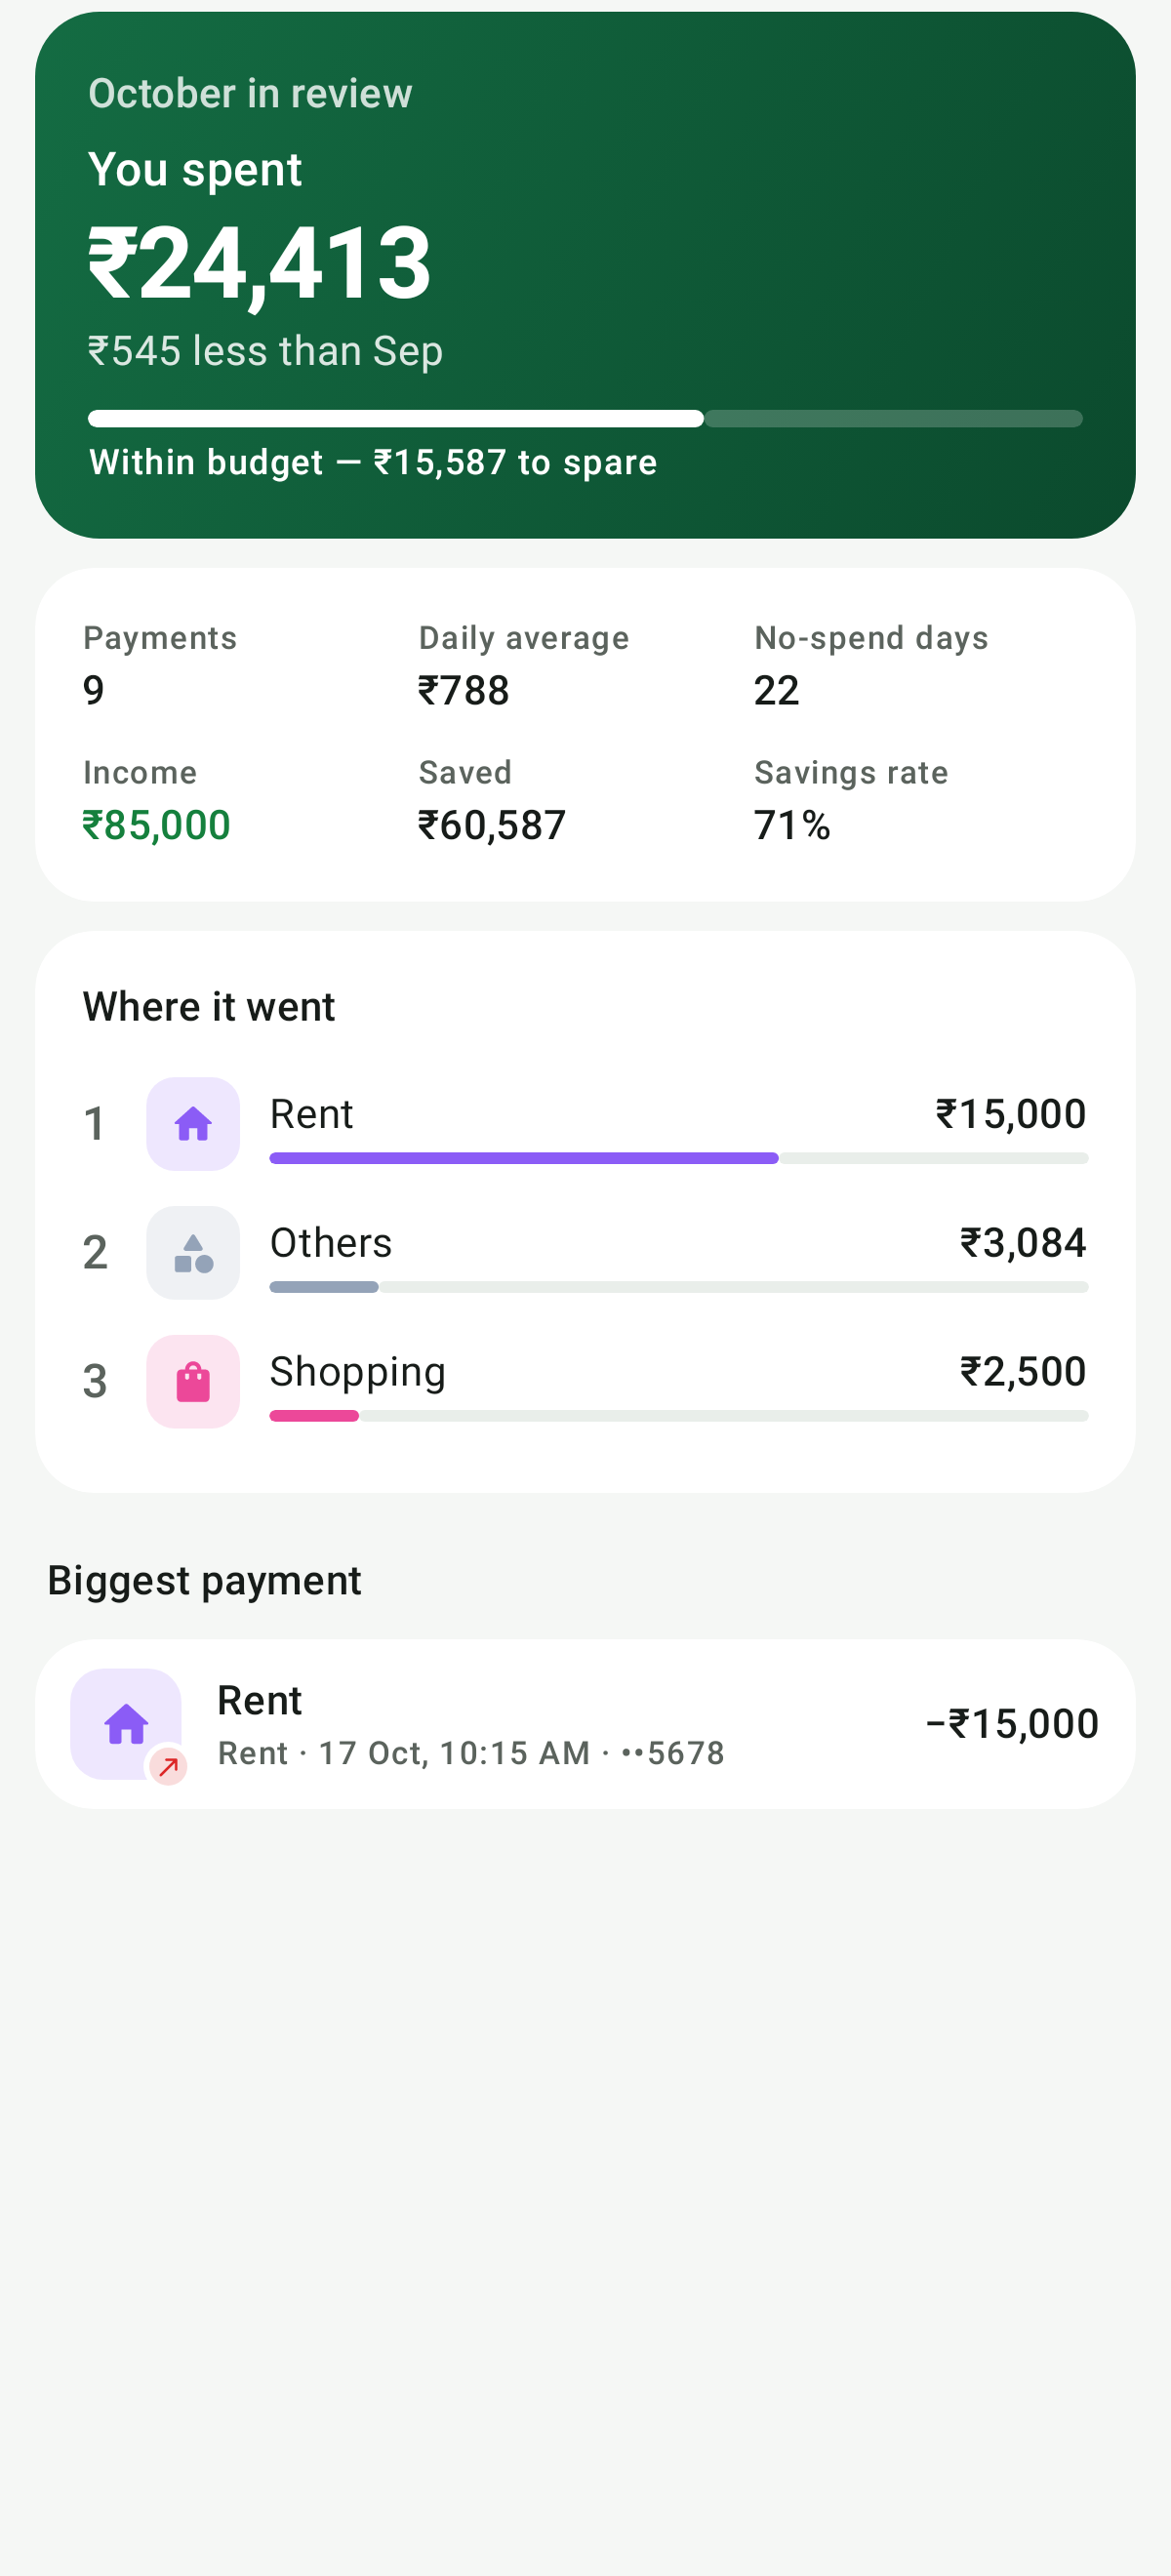 October in review
You spent
₹24,413
₹545 less than Sep
Within budget — ₹15,587 to spare
Payments
9
Daily average
₹788
No-spend days
22
Income
₹85,000
Saved
₹60,587
Savings rate
71%
Where it went
1 Rent ₹15,000
2 Others ₹3,084
3 Shopping ₹2,500
Biggest payment
Rent
Rent · 17 Oct, 10:15 AM · ••5678
−₹15,000